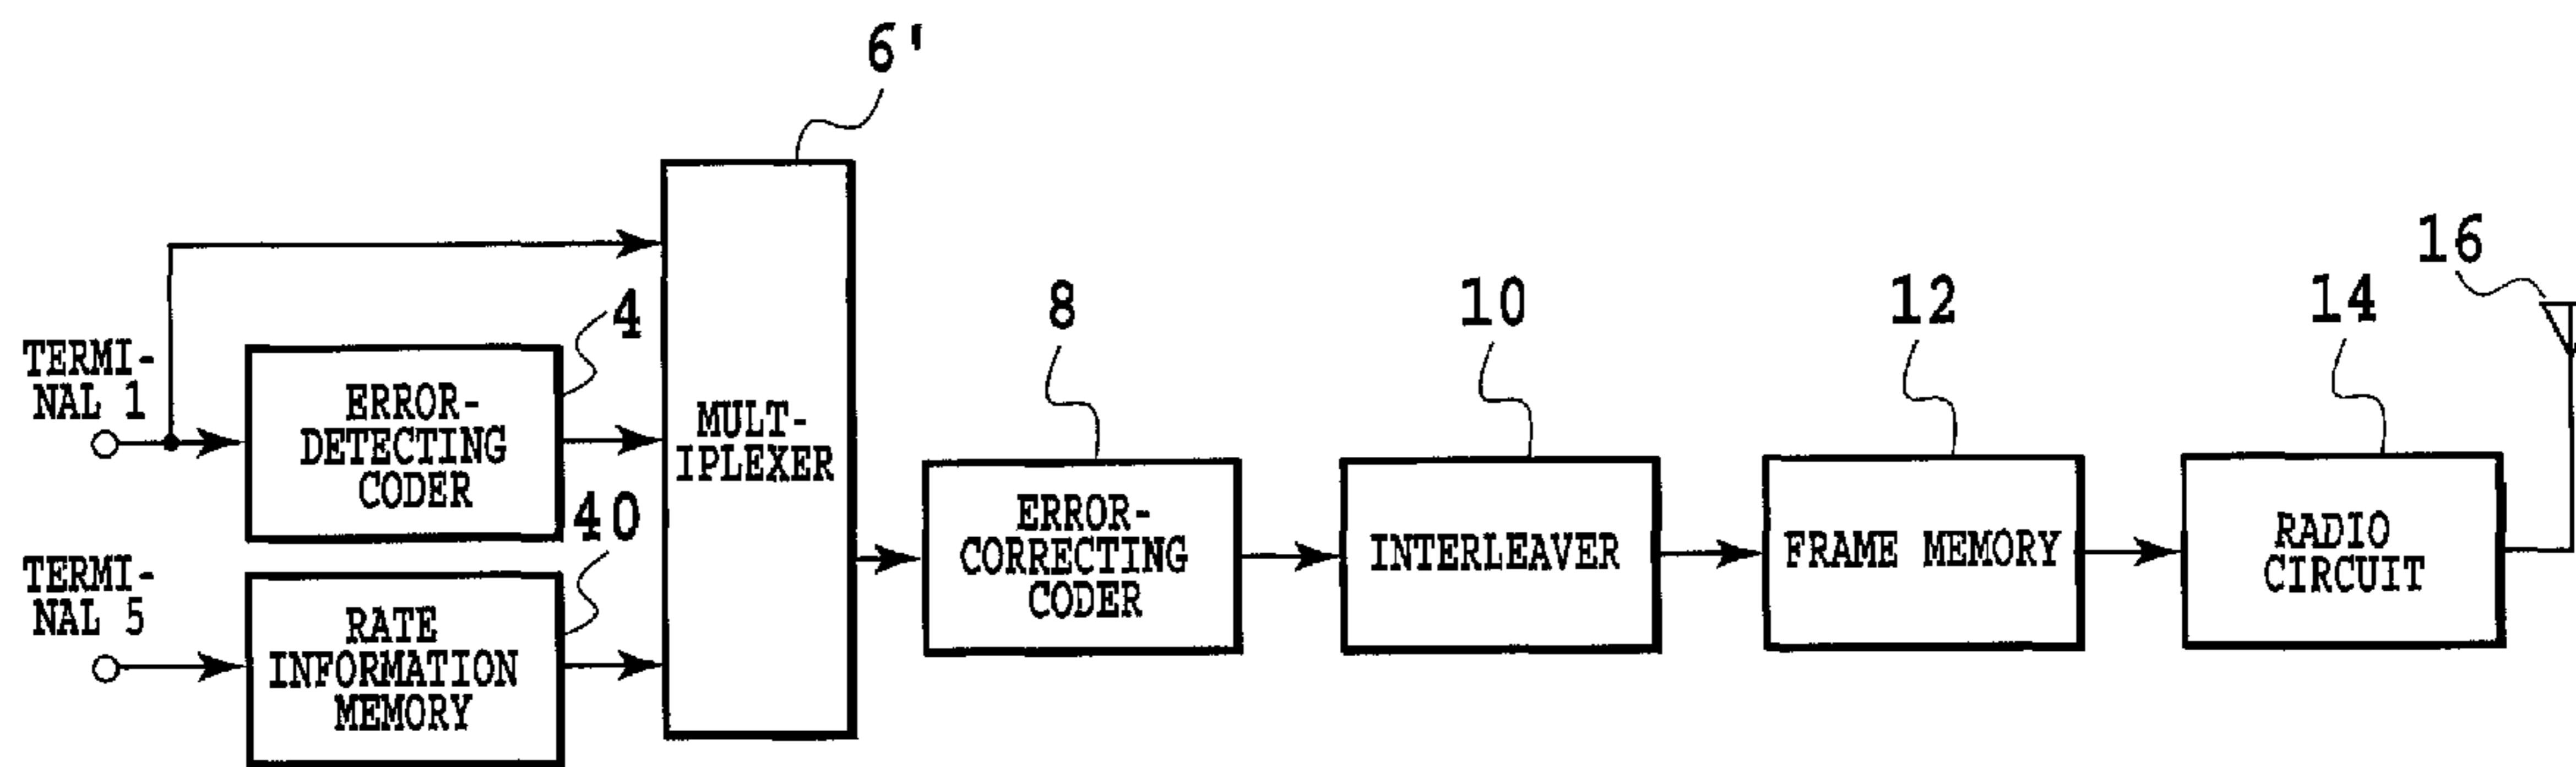 6'
16
4
8
10
12
14
TERMI-
NAL 1
ERROR-
DETECTING
CODER
MULT-
IPLEXER
40
TERMI-
NAL 5
RATE
INFORMATION
MEMORY
ERROR-
CORRECTING
CODER
INTERLEAVER
FRAME MEMORY
RADIO
CIRCUIT